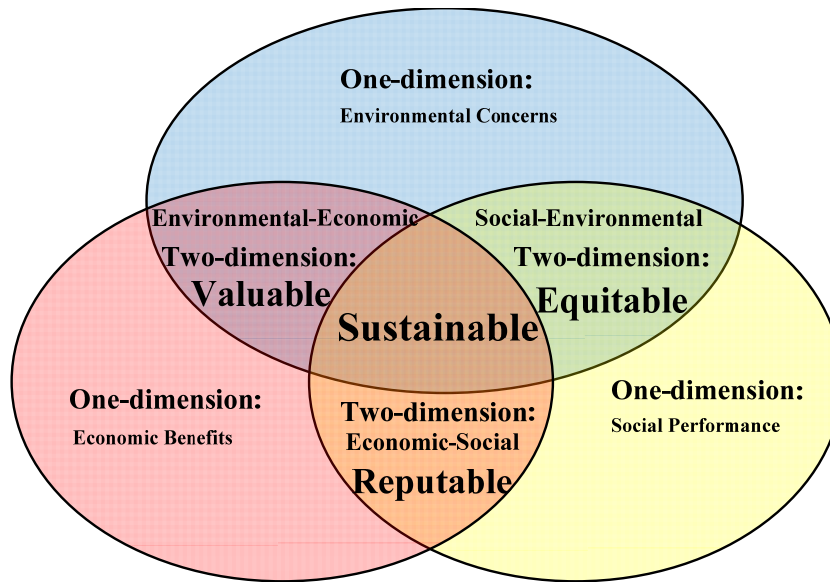 One-dimension:
Environmental Concerns
Environmental-Economic
Two-dimension:
Valuable
Social-Environmental
Two-dimension:
Equitable
Sustainable
One-dimension:
Economic Benefits
Two-dimension:
Economic-Social
Reputable
One-dimension:
Social Performance